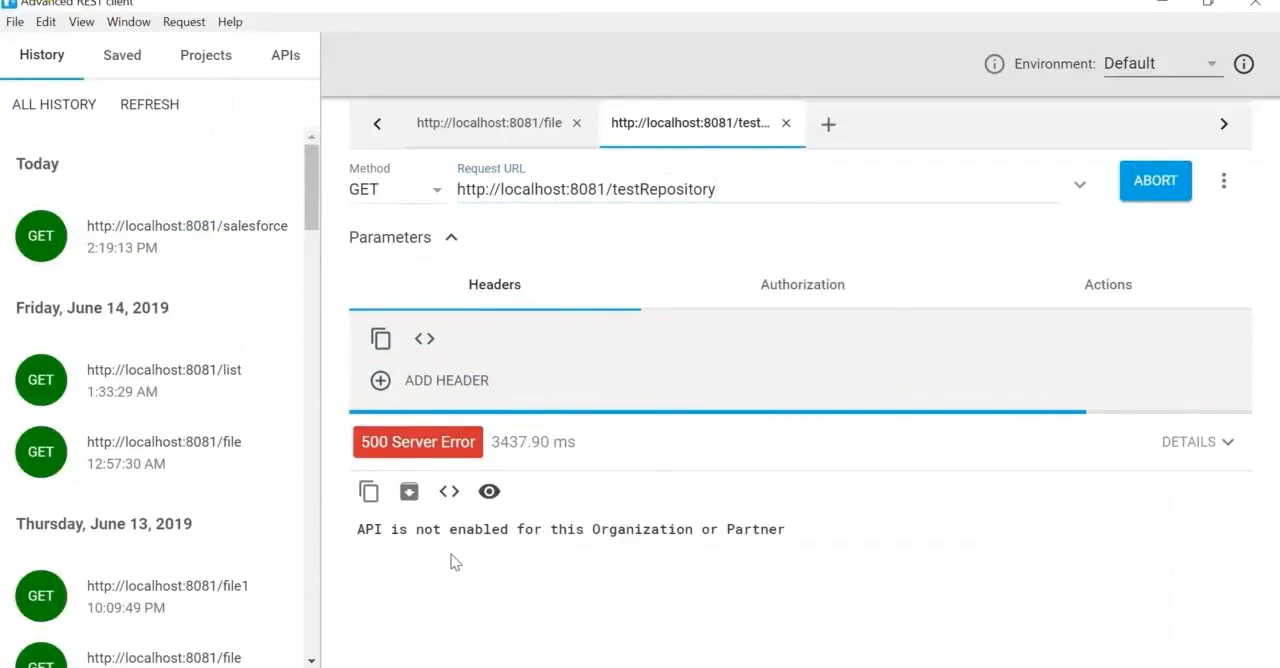 Advanced REST client
File Edit View Window Request Help
History Saved Projects APIs
ALL HISTORY REFRESH
Today
GET http://localhost:8081/salesforce
2:19:13 PM
Friday, June 14, 2019
GET http://localhost:8081/list
1:33:29 AM
GET http://localhost:8081/file
12:57:30 AM
Thursday, June 13, 2019
GET http://localhost:8081/file1
10:09:49 PM
GET http://localhost:8081/file
Environment: Default
http://localhost:8081/file http://localhost:8081/test...
Method
GET
Request URL
http://localhost:8081/testRepository
ABORT
Parameters
Headers Authorization Actions
ADD HEADER
500 Server Error 3437.90 ms DETAILS
API is not enabled for this Organization or Partner